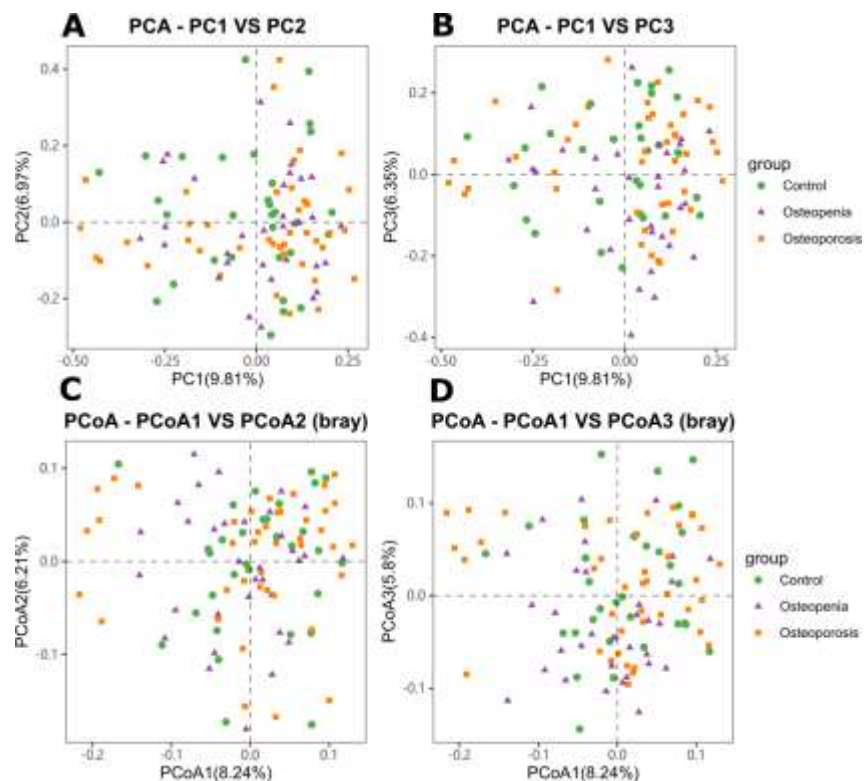 A
PCA - PC1 VS PC2
0.4
0.2
0.0
-0.2
PC2(6.97%)
-0.50
-0.25
0.00
0.25
PC1(9.81%)
B
PCA - PC1 VS PC3
0.2
0.0
-0.2
-0.4
PC3(6.35%)
-0.50
-0.25
0.00
0.25
PC1(9.81%)
group
Control
Osteopenia
Osteoporosis
C
PCoA - PCoA1 VS PCoA2 (bray)
0.1
0.0
-0.1
PCoA2(6.21%)
-0.2
-0.1
0.0
0.1
PCoA1(8.24%)
D
PCoA - PCoA1 VS PCoA3 (bray)
0.1
0.0
-0.1
PCoA3(5.8%)
-0.2
-0.1
0.0
0.1
PCoA1(8.24%)
group
Control
Osteopenia
Osteoporosis